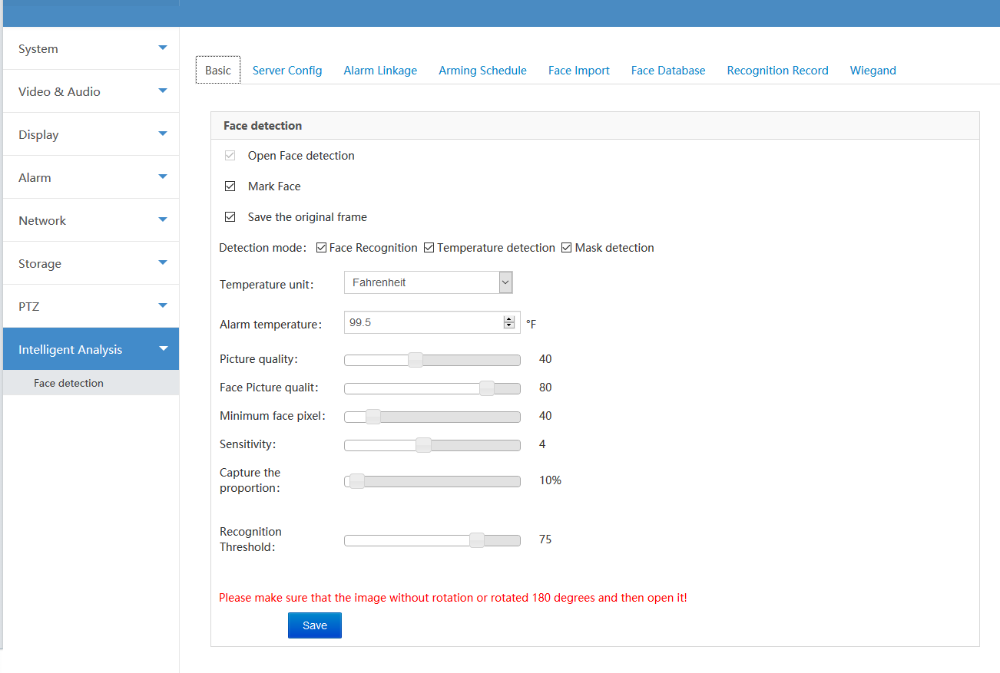 System
Video & Audio
Display
Alarm
Network
Storage
PTZ
Intelligent Analysis
Face detection
Basic Server Config Alarm Linkage Arming Schedule Face Import Face Database Recognition Record Wiegand
Face detection
Open Face detection
Mark Face
Save the original frame
Detection mode: Face Recognition Temperature detection Mask detection
Temperature unit: Fahrenheit
Alarm temperature: 99.5 °F
Picture quality: 40
Face Picture qualit: 80
Minimum face pixel: 40
Sensitivity: 4
Capture the
proportion: 10%
Recognition
Threshold: 75
Please make sure that the image without rotation or rotated 180 degrees and then open it!
Save